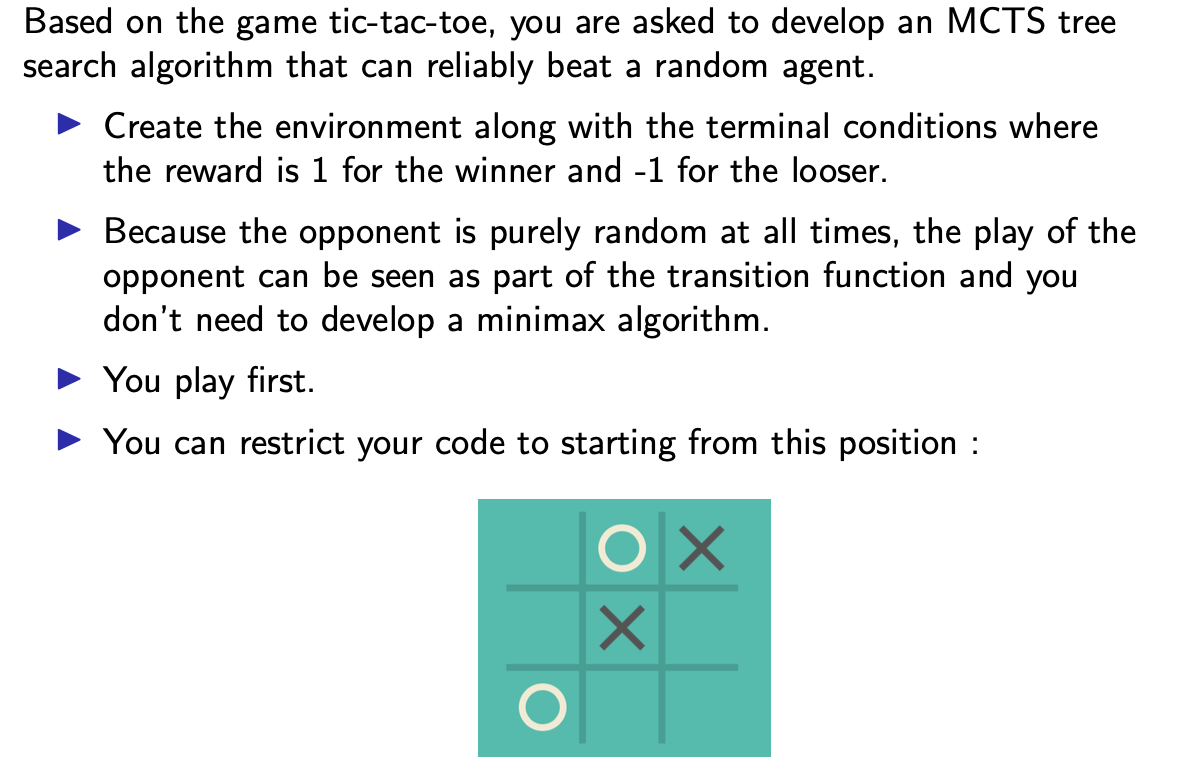 Based on the game tic-tac-toe, you are asked to develop an MCTS tree
search algorithm that can reliably beat a random agent.
Create the environment along with the terminal conditions where
the reward is 1 for the winner and -1 for the looser.
Because the opponent is purely random at all times, the play of the
opponent can be seen as part of the transition function and you
don't need to develop a minimax algorithm.
You play first.
You can restrict your code to starting from this position :
O X
X
O